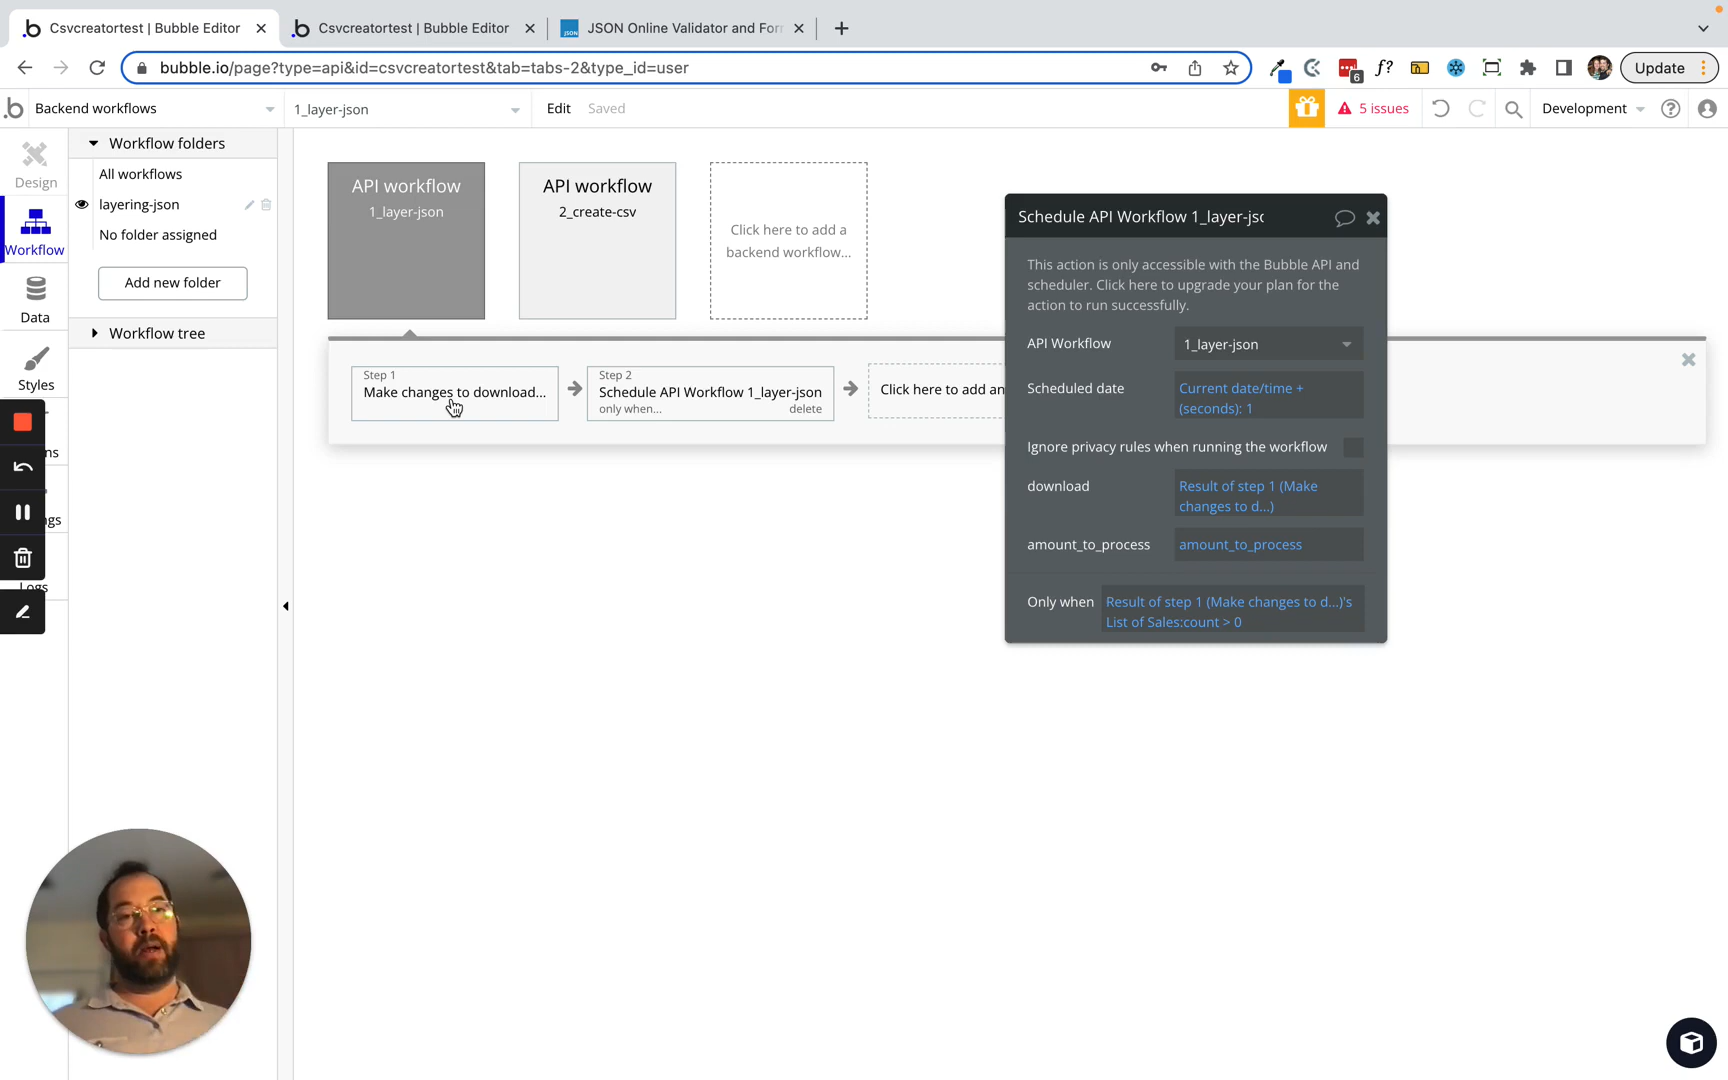 Csvcreatortest | Bubble Editor
Csvcreatortest | Bubble Editor
JSON Online Validator and For
bubble.io/page?type=api&id=csvcreatortest&tab=tabs-2&type_id=user
6
f?
Update
Backend workflows
1_layer-json
Edit
Saved
5 issues
Development
Design
Workflow
Data
Styles
ns
gs
Logs
Workflow folders
All workflows
layering-json
No folder assigned
Add new folder
Workflow tree
API workflow
1_layer-json
API workflow
2_create-csv
Click here to add a
backend workflow...
Step 1
Make changes to download...
Step 2
Schedule API Workflow 1_layer-json
only when...
delete
Click here to add an
Schedule API Workflow 1_layer-jsc
This action is only accessible with the Bubble API and
scheduler. Click here to upgrade your plan for the
action to run successfully.
API Workflow
1_layer-json
Scheduled date
Current date/time +
(seconds): 1
Ignore privacy rules when running the workflow
download
Result of step 1 (Make
changes to d...)
amount_to_process
amount_to_process
Only when
Result of step 1 (Make changes to d...)'s
List of Sales:count > 0